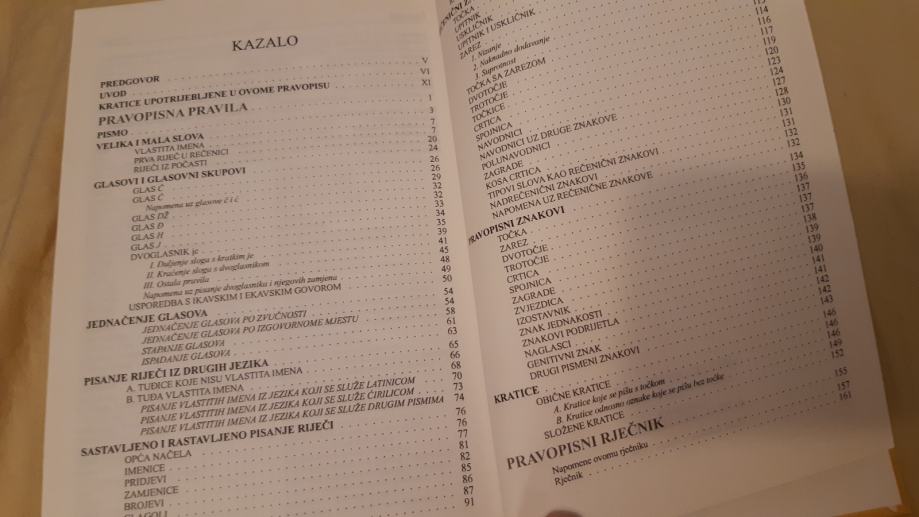 KAZALO
PREDGOVOR V
UVOD VI
KRATICE UPOTRIJEBLJENE U OVOME PRAVOPISU XI
PRAVOPISNA PRAVILA 1
PISMO 3
VELIKA I MALA SLOVA 7
VLASTITA IMENA 7
PRVA RIJEČ U REČENICI 20
RIJEČI IZ POČASTI 24
GLASOVI I GLASOVNI SKUPOVI 26
GLAS Č 26
GLAS Ć 29
Napomena uz glasove č i ć 32
GLAS DŽ 32
GLAS Đ 33
GLAS H 34
GLAS J 35
DVOGLASNIK je 39
I. Duljenje sloga s kratkim je 41
II. Kraćenje sloga s dvoglasnikom 45
III. Ostala pravila 48
Napomena uz pisanje dvoglasnika i njegovih zamjena 49
USPOREDBA S IKAVSKIM I EKAVSKIM GOVOROM 50
JEDNAČENJE GLASOVA 54
JEDNAČENJE GLASOVA PO ZVUČNOSTI 54
JEDNAČENJE GLASOVA PO IZGOVORNOME MJESTU 58
STAPANJE GLASOVA 61
ISPADANJE GLASOVA 63
PISANJE RIJEČI IZ DRUGIH JEZIKA 65
A. TUĐICE KOJE NISU VLASTITA IMENA 66
B. TUĐA VLASTITA IMENA 68
PISANJE VLASTITIH IMENA IZ JEZIKA KOJI SE SLUŽE LATINICOM 70
PISANJE VLASTITIH IMENA IZ JEZIKA KOJI SE SLUŽE ĆIRILICOM 73
PISANJE VLASTITIH IMENA IZ JEZIKA KOJI SE SLUŽE DRUGIM PISMIMA 74
SASTAVLJENO I RASTAVLJENO PISANJE RIJEČI 76
OPĆA NAČELA 76
IMENICE 77
PRIDJEVI 81
ZAMJENICE 82
BROJEVI 85
GLAGOLI 86
87
91
TOČKA
UPITNIK
USKLIČNIK
UPITNIK I USKLIČNIK
ZAREZ
1. Nizanje
2. Naknadno dodavanje
3. Suprotnost
TOČKA SA ZAREZOM 114
DVOTOČJE 116
TROTOČJE 117
TOČKICE 119
CRTICA 120
SPOJNICA 123
NAVODNICI 124
NAVODNICI UZ DRUGE ZNAKOVE 127
POLUNAVODNICI 128
ZAGRADE 130
KOSA CRTICA 131
TIPOVI SLOVA KAO REČENIČNI ZNAKOVI 131
NADREČENIČNI ZNAKOVI 132
NAPOMENA UZ REČENIČNE ZNAKOVE 132
PRAVOPISNI ZNAKOVI 134
TOČKA 135
ZAREZ 136
DVOTOČJE 137
TROTOČJE 137
CRTICA 137
SPOJNICA 138
ZAGRADE 139
ZVJEZDICA 139
IZOSTAVNIK 140
ZNAK JEDNAKOSTI 141
ZNAKOVI PODRIJETLA 141
NAGLASCI 142
GENITIVNI ZNAK 142
DRUGI PISMENI ZNAKOVI 143
KRATICE 146
OBIČNE KRATICE 146
A. Kratice koje se pišu s točkom 146
B. Kratice odnosno oznake koje se pišu bez točke 149
SLOŽENE KRATICE 152
PRAVOPISNI RJEČNIK 155
Napomene ovomu rječniku 157
Rječnik 161